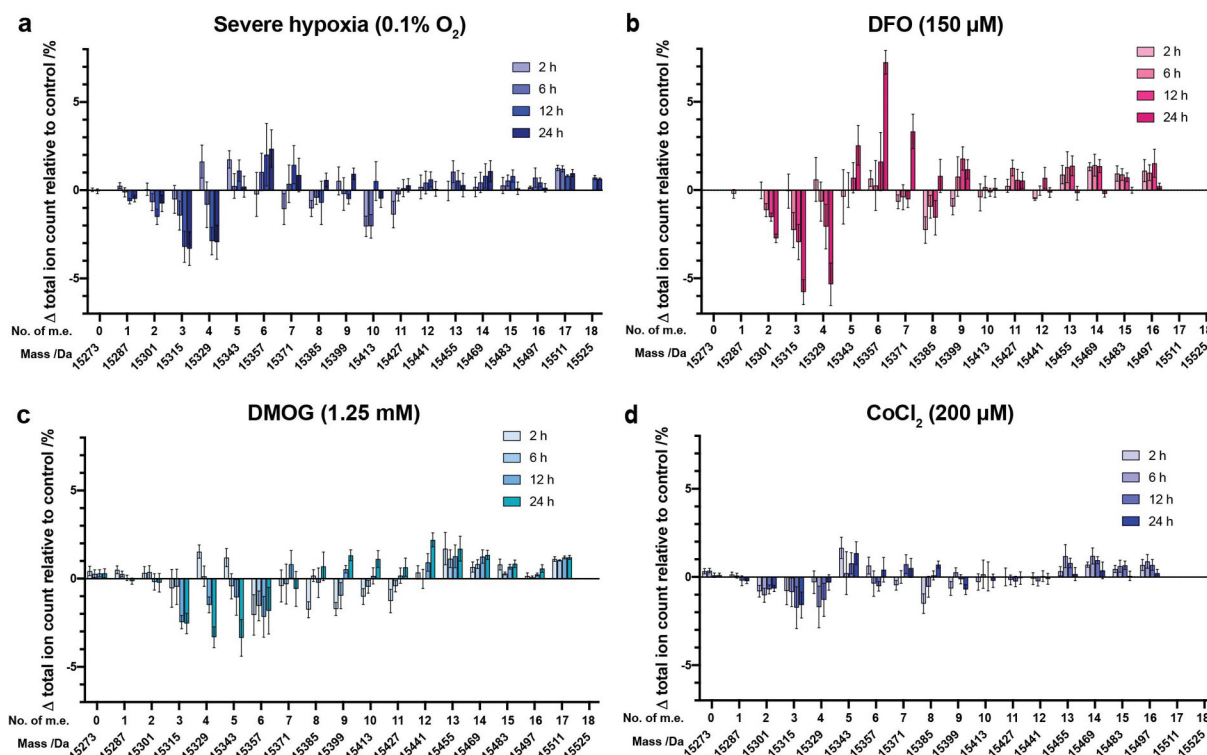 a
Severe hypoxia (0.1% O₂)
Δ total ion count relative to control /%
5
0
-5
2 h
6 h
12 h
24 h
No. of m.e.
0 1 2 3 4 5 6 7 8 9 10 11 12 13 14 15 16 17 18
Mass /Da
15273 15287 15301 15315 15329 15343 15357 15371 15385 15399 15413 15427 15441 15455 15469 15483 15497 15511 15525
b
DFO (150 µM)
Δ total ion count relative to control /%
5
0
-5
2 h
6 h
12 h
24 h
No. of m.e.
0 1 2 3 4 5 6 7 8 9 10 11 12 13 14 15 16 17 18
Mass /Da
15273 15287 15301 15315 15329 15343 15357 15371 15385 15399 15413 15427 15441 15455 15469 15483 15497 15511 15525
c
DMOG (1.25 mM)
Δ total ion count relative to control /%
5
0
-5
2 h
6 h
12 h
24 h
No. of m.e.
0 1 2 3 4 5 6 7 8 9 10 11 12 13 14 15 16 17 18
Mass /Da
15273 15287 15301 15315 15329 15343 15357 15371 15385 15399 15413 15427 15441 15455 15469 15483 15497 15511 15525
d
CoCl₂ (200 µM)
Δ total ion count relative to control /%
5
0
-5
2 h
6 h
12 h
24 h
No. of m.e.
0 1 2 3 4 5 6 7 8 9 10 11 12 13 14 15 16 17 18
Mass /Da
15273 15287 15301 15315 15329 15343 15357 15371 15385 15399 15413 15427 15441 15455 15469 15483 15497 15511 15525